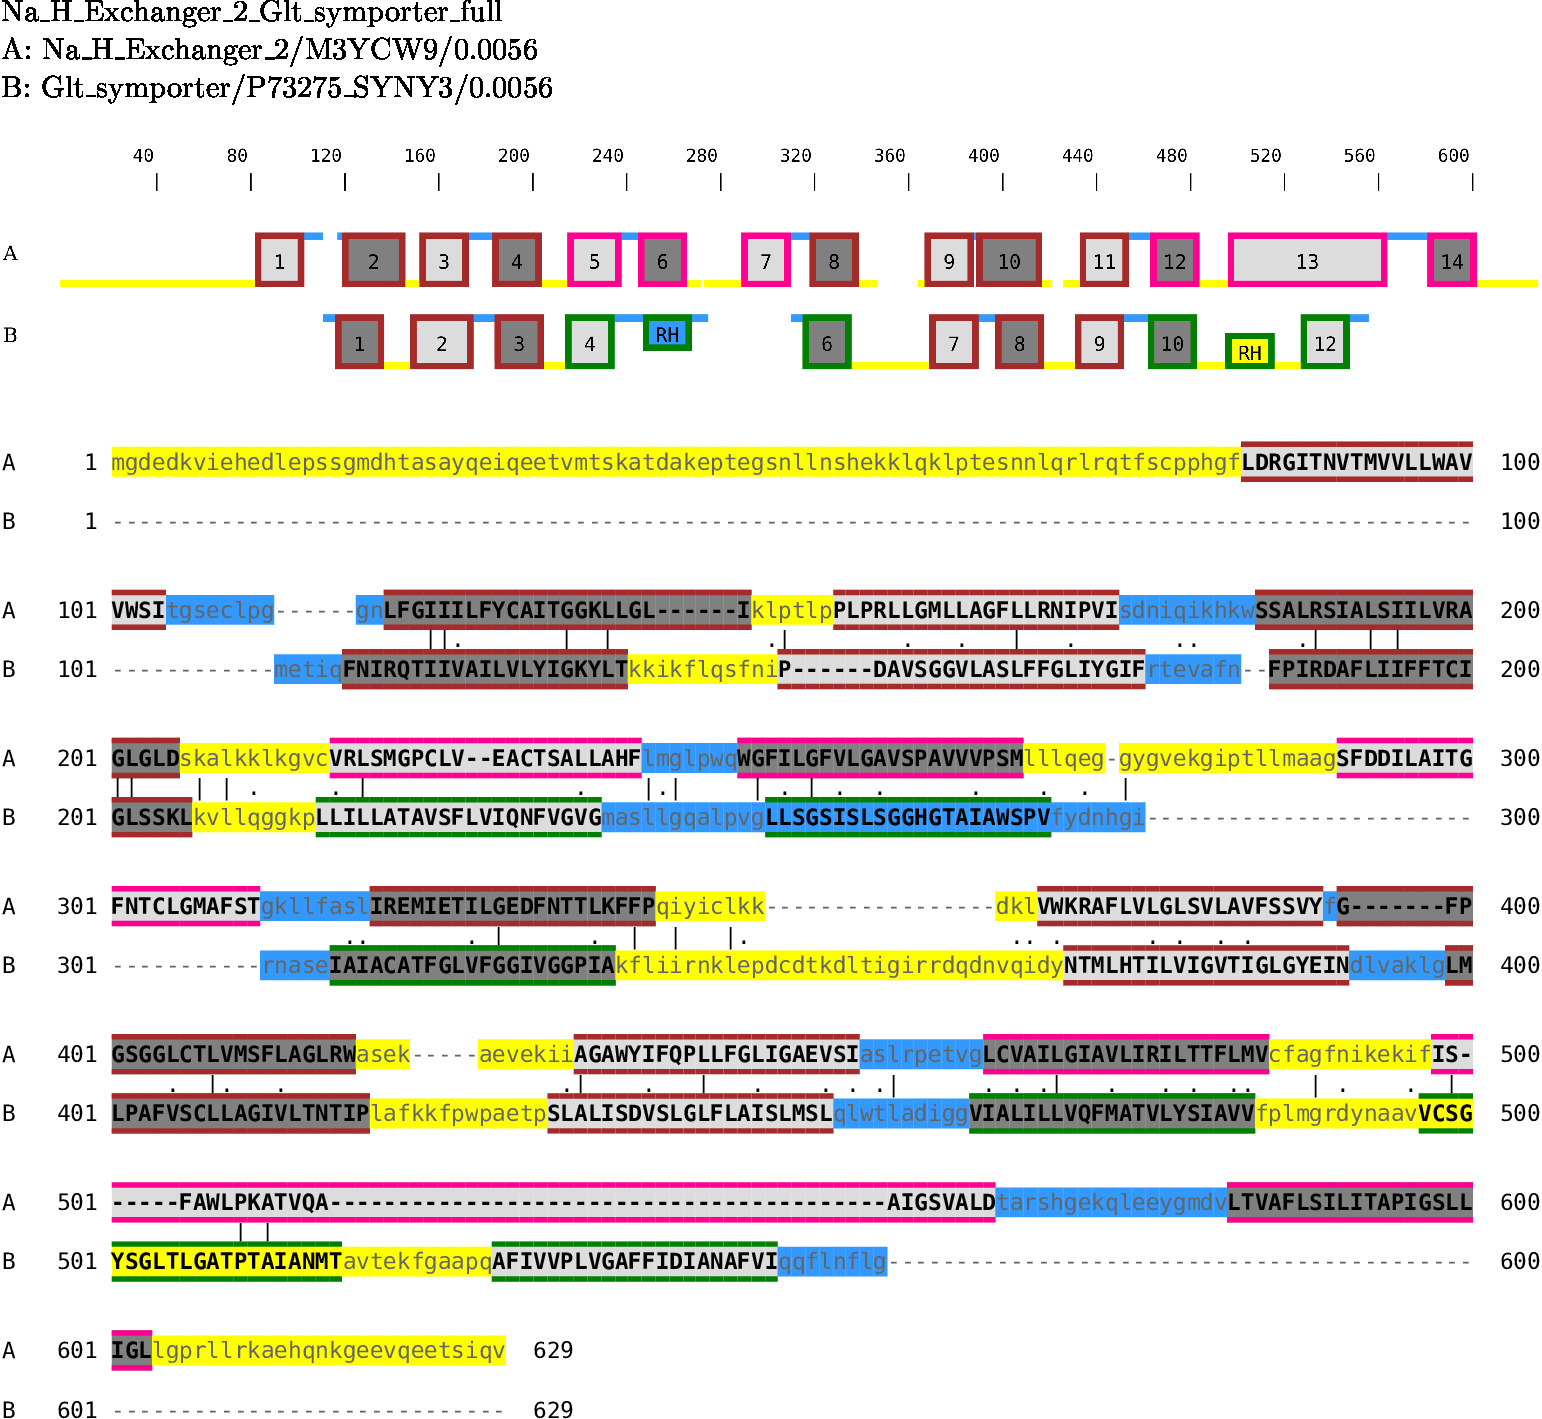 Na_H_Exchanger_2_Glt_symporter_full
A: Na_H_Exchanger_2/M3YCW9/0.0056
B: Glt_symporter/P73275_SYNY3/0.0056
40 80 120 160 200 240 280 320 360 400 440 480 520 560 600
A 1 2 3 4 5 6 7 8 9 10 11 12 13 14
B 1 2 3 4 RH 6 7 8 9 10 RH 12
A 1 mgdedkviehedlepssgmdhtasayqeiqeetvmtskatdakeptegsnllnshekklqklptesnnlqrlrqtfscpphgfLDRGITNVTMVVLLWAV 100
B 1 ---------------------------------------------------------------------------------------------------- 100
A 101 VWSItgseclpg------gnLFGIIILFYCAITGGKLLGL------IklptlpPLPRLLGMLLAGFLLRNIPVIsdniqikhkwSSALRSIALSIILVRA 200
B 101 ------------metiqFNIRQTIIVAILVLYIGKYLTkkikflqsfniP------DAVSGGVLASLFFGLIYGIFrtevafn--FPIRDAFLIIFFTCI 200
A 201 GLGLDskalkklkgvcVRLSMGPCLV--EACTSALLAHFlmglpwqWGFILGFVLGAVSPAVVVPSMlllqeg-gygvekgiptllmaagSFDDILAITG 300
B 201 GLSSKLkvllqggkpLLILLATAVSFLVIQNFVGVGmasllgqalpvgLLSGSISLSGGHGTAIAWSPVfydnhgi------------------------ 300
A 301 FNTCLGMAFSTgkllfaslIREMIETILGEDFNTTLKFFPqiyiclkk-----------------dklVWKRAFLVLGLSVLAVFSSVYfG-------FP 400
B 301 -----------rnaseIAIACATFGLVFGGIVGGPIAkfliirnklepdcdtkdltigirrdqdnvqidyNTMLHTILVIGVTIGLGYEINdlvaklgLM 400
A 401 GSGGLCTLVMSFLAGLRWasek-----aevekiiAGAWYIFQPLLFGLIGAEVSIaslrpetvgLCVAILGIAVLIRILTTFLMVcfagfnikekifIS- 500
B 401 LPAFVSCLLAGIVLTNTIPlafkkfpwpaetpSLALISDVSLGLFLAISLMSLqlwtladiggVIALILLVQFMATVLYSIAVVfplmgrdynaavVCSG 500
A 501 -----FAWLPKATVQA-----------------------------------------AIGSVALDtarshgekqleeygmdvLTVAFLSILITAPIGSLL 600
B 501 YSGLTLGATPTAIANMTavtekfgaapqAFIVVPLVGAFFIDIANAFVIqqflnflg------------------------------------------- 600
A 601 IGLlgprllrkaehqnkgeevqeetsiqv 629
B 601 ----------------------------- 629